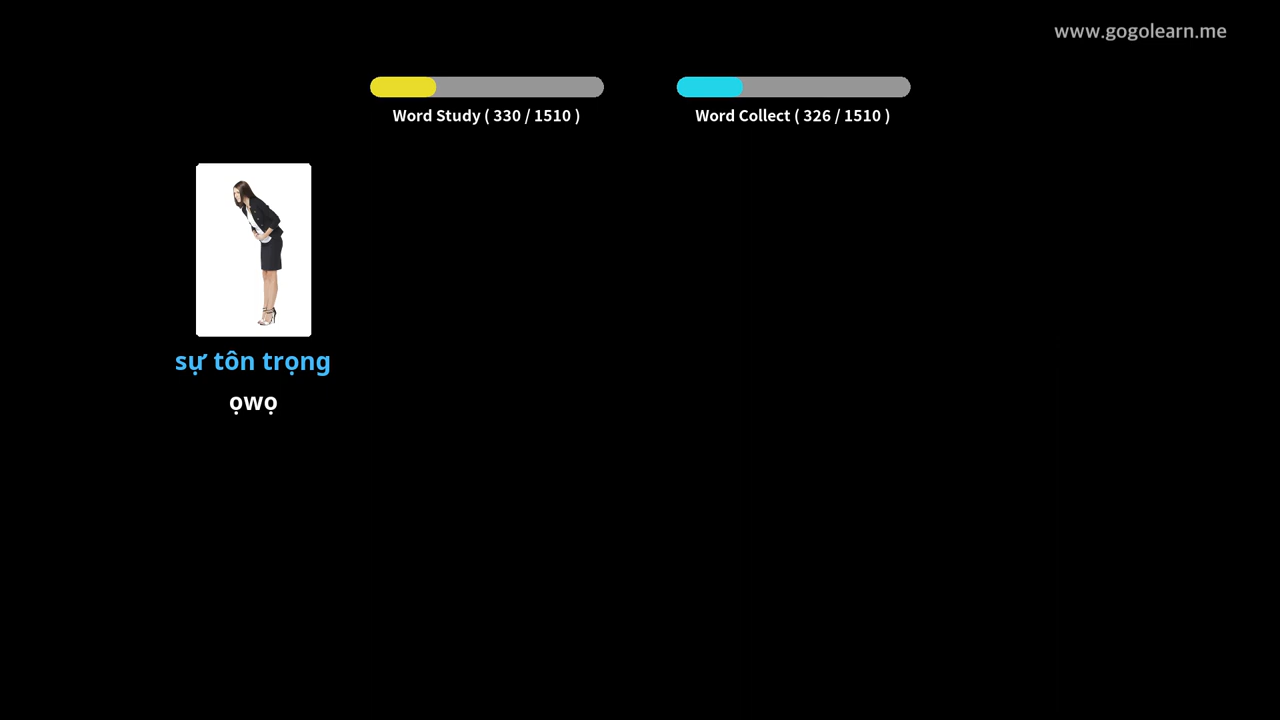 www.gogolearn.me
Word Study ( 330 / 1510 )
Word Collect ( 326 / 1510 )
sự tôn trọng
ọwọ